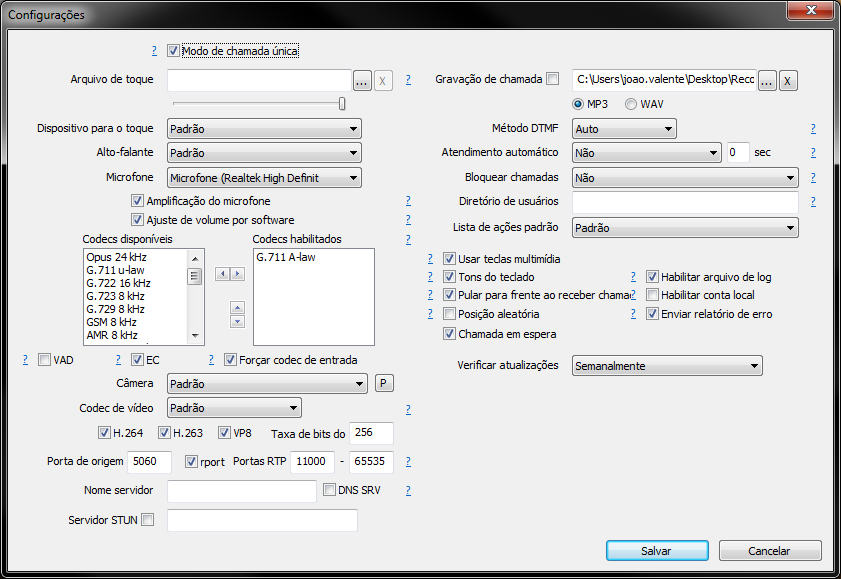 Configurações
? Modo de chamada única
Arquivo de toque ... X ?
Dispositivo para o toque Padrão
Alto-falante Padrão
Microfone Microfone (Realtek High Definit
Amplificação do microfone ?
Ajuste de volume por software ?
Codecs disponíveis Codecs habilitados ?
Opus 24 kHz
G.711 u-law
G.722 16 kHz
G.723 8 kHz
G.729 8 kHz
GSM 8 kHz
AMR 8 kHz
G.711 A-law
? VAD ? EC ? Forçar codec de entrada
Câmera Padrão P
Codec de vídeo Padrão ?
H.264 H.263 VP8 Taxa de bits do 256
Porta de origem 5060 rport Portas RTP 11000 - 65535 ?
Nome servidor DNS SRV ?
Servidor STUN
Gravação de chamada C:\Users\joao.valente\Desktop\Reco ... X
MP3 WAV
Método DTMF Auto ?
Atendimento automático Não 0 sec ?
Bloquear chamadas Não ?
Diretório de usuários ?
Lista de ações padrão Padrão
? Usar teclas multimídia
? Tons do teclado ? Habilitar arquivo de log
? Pular para frente ao receber chama ? Habilitar conta local
? Posição aleatória ? Enviar relatório de erro
Chamada em espera
Verificar atualizações Semanalmente
Salvar Cancelar